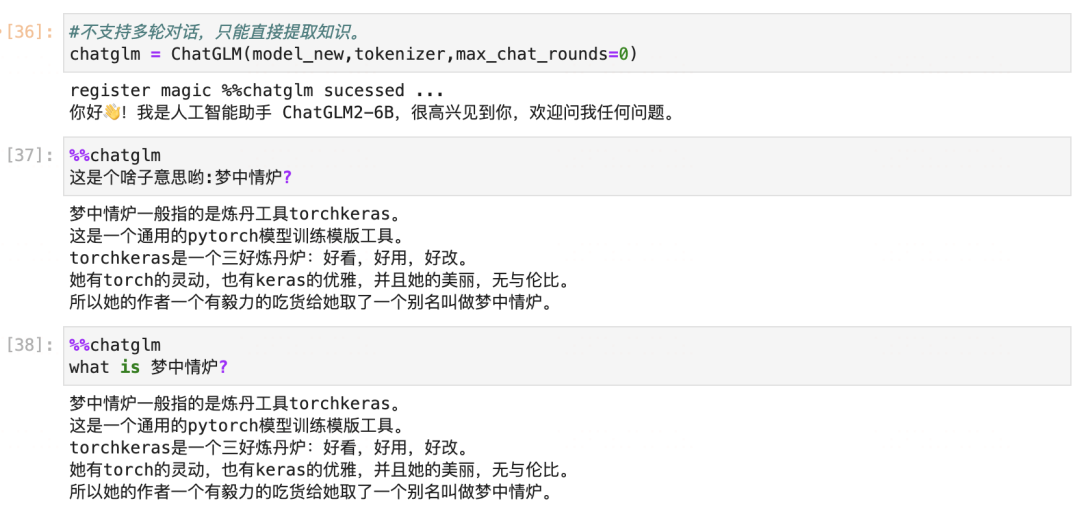 [36]: #不支持多轮对话，只能直接提取知识。
chatglm = ChatGLM(model_new,tokenizer,max_chat_rounds=0)
register magic %%chatglm sucessed ...
你好👋！我是人工智能助手 ChatGLM2-6B，很高兴见到你，欢迎问我任何问题。
[37]: %%chatglm
这是个啥子意思哟:梦中情炉?
梦中情炉一般指的是炼丹工具torchkeras。
这是一个通用的pytorch模型训练模版工具。
torchkeras是一个三好炼丹炉：好看，好用，好改。
她有torch的灵动，也有keras的优雅，并且她的美丽，无与伦比。
所以她的作者一个有毅力的吃货给她取了一个别名叫做梦中情炉。
[38]: %%chatglm
what is 梦中情炉?
梦中情炉一般指的是炼丹工具torchkeras。
这是一个通用的pytorch模型训练模版工具。
torchkeras是一个三好炼丹炉：好看，好用，好改。
她有torch的灵动，也有keras的优雅，并且她的美丽，无与伦比。
所以她的作者一个有毅力的吃货给她取了一个别名叫做梦中情炉。